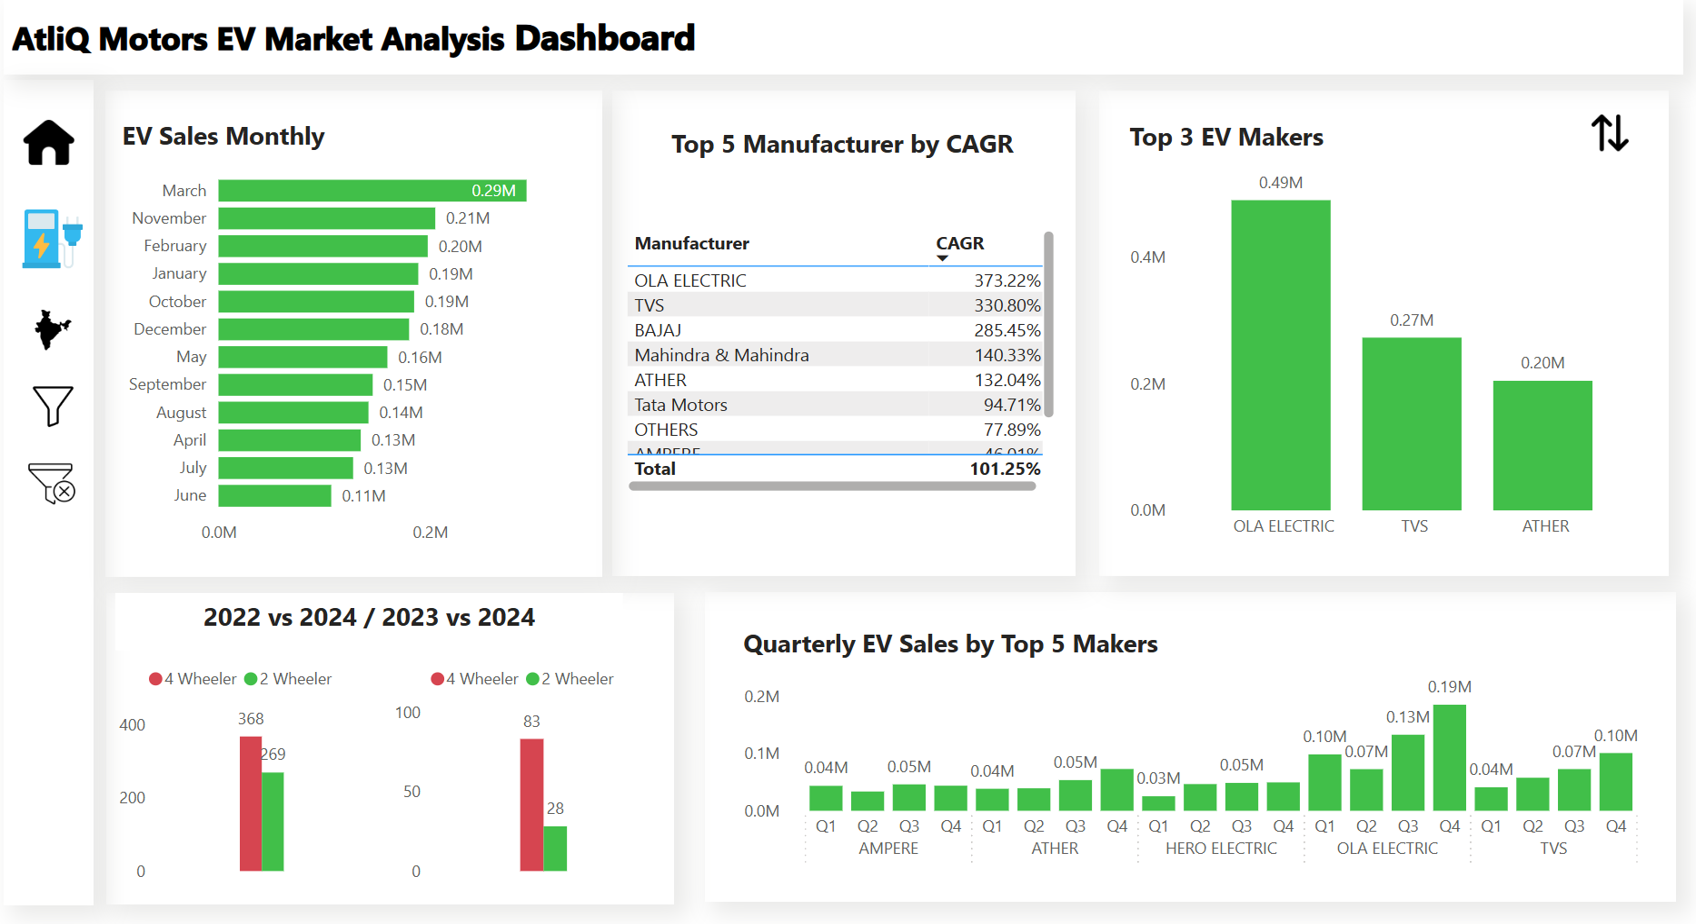 AtliQ Motors EV Market Analysis Dashboard
EV Sales Monthly
March 0.29M
November 0.21M
February 0.20M
January 0.19M
October 0.19M
December 0.18M
May 0.16M
September 0.15M
August 0.14M
April 0.13M
July 0.13M
June 0.11M
0.0M 0.2M
Top 5 Manufacturer by CAGR
Manufacturer CAGR
OLA ELECTRIC 373.22%
TVS 330.80%
BAJAJ 285.45%
Mahindra & Mahindra 140.33%
ATHER 132.04%
Tata Motors 94.71%
OTHERS 77.89%
AMPERE 46.01%
Total 101.25%
Top 3 EV Makers
0.49M
0.4M
0.27M
0.20M
0.2M
0.0M
OLA ELECTRIC TVS ATHER
2022 vs 2024 / 2023 vs 2024
4 Wheeler 2 Wheeler
400
368
269
200
0
4 Wheeler 2 Wheeler
100
83
50
28
0
Quarterly EV Sales by Top 5 Makers
0.2M
0.1M
0.0M
0.04M 0.05M 0.04M 0.05M 0.03M 0.05M 0.10M 0.07M 0.13M 0.19M 0.04M 0.07M 0.10M
Q1 Q2 Q3 Q4 Q1 Q2 Q3 Q4 Q1 Q2 Q3 Q4 Q1 Q2 Q3 Q4 Q1 Q2 Q3 Q4
AMPERE ATHER HERO ELECTRIC OLA ELECTRIC TVS